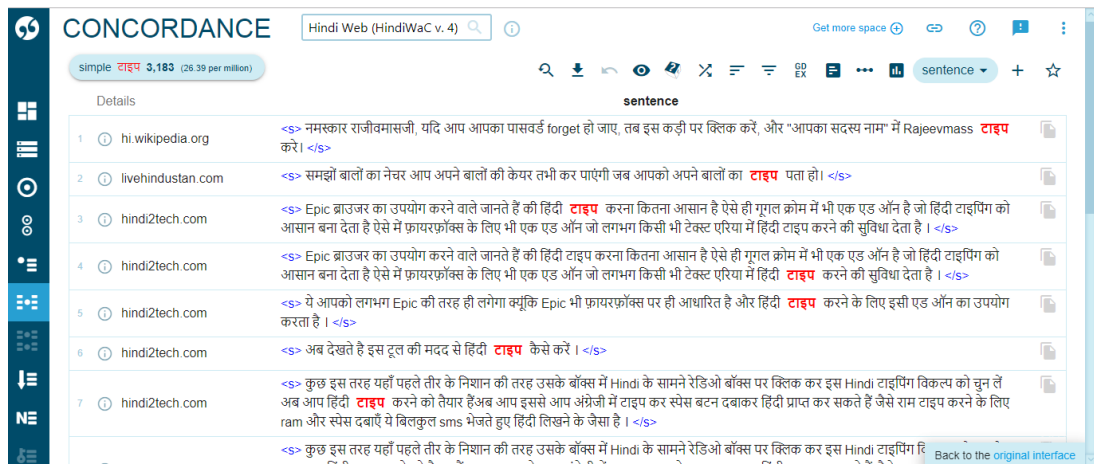 CONCORDANCE
Hindi Web (HindiWaC v. 4)
Get more space
simple टाइप 3,183 (26.39 per million)
GD
EX
sentence
Details
sentence
1 hi.wikipedia.org
<s> नमस्कार राजीवमासजी, यदि आप आपका पासवर्ड forget हो जाए, तब इस कड़ी पर क्लिक करें, और "आपका सदस्य नाम" में Rajeevmass टाइप
करे। </s>
2 livehindustan.com
<s> समझें बालों का नेचर आप अपने बालों की केयर तभी कर पाएंगी जब आपको अपने बालों का टाइप पता हो। </s>
3 hindi2tech.com
<s> Epic ब्राउजर का उपयोग करने वाले जानते हैं की हिंदी टाइप करना कितना आसान है ऐसे ही गूगल क्रोम में भी एक एड ऑन है जो हिंदी टाइपिंग को
आसान बना देता है ऐसे में फ़ायरफ़ॉक्स के लिए भी एक एड ऑन जो लगभग किसी भी टेक्स्ट एरिया में हिंदी टाइप करने की सुविधा देता है । </s>
4 hindi2tech.com
<s> Epic ब्राउजर का उपयोग करने वाले जानते हैं की हिंदी टाइप करना कितना आसान है ऐसे ही गूगल क्रोम में भी एक एड ऑन है जो हिंदी टाइपिंग को
आसान बना देता है ऐसे में फ़ायरफ़ॉक्स के लिए भी एक एड ऑन जो लगभग किसी भी टेक्स्ट एरिया में हिंदी टाइप करने की सुविधा देता है । </s>
5 hindi2tech.com
<s> ये आपको लगभग Epic की तरह ही लगेगा क्यूंकि Epic भी फ़ायरफ़ॉक्स पर ही आधारित है और हिंदी टाइप करने के लिए इसी एड ऑन का उपयोग
करता है । </s>
6 hindi2tech.com
<s> अब देखते है इस टूल की मदद से हिंदी टाइप कैसे करें । </s>
7 hindi2tech.com
<s> कुछ इस तरह यहाँ पहले तीर के निशान की तरह उसके बॉक्स में Hindi के सामने रेडिओ बॉक्स पर क्लिक कर इस Hindi टाइपिंग विकल्प को चुन लें
अब आप हिंदी टाइप करने को तैयार हैंअब आप इससे आप अंग्रेजी में टाइप कर स्पेस बटन दबाकर हिंदी प्राप्त कर सकते हैं जैसे राम टाइप करने के लिए
ram और स्पेस दबाएँ ये बिलकुल sms भेजते हुए हिंदी लिखने के जैसा है । </s>
<s> कुछ इस तरह यहाँ पहले तीर के निशान की तरह उसके बॉक्स में Hindi के सामने रेडिओ बॉक्स पर क्लिक कर इस Hindi टाइपिंग
Back to the original interface
NE